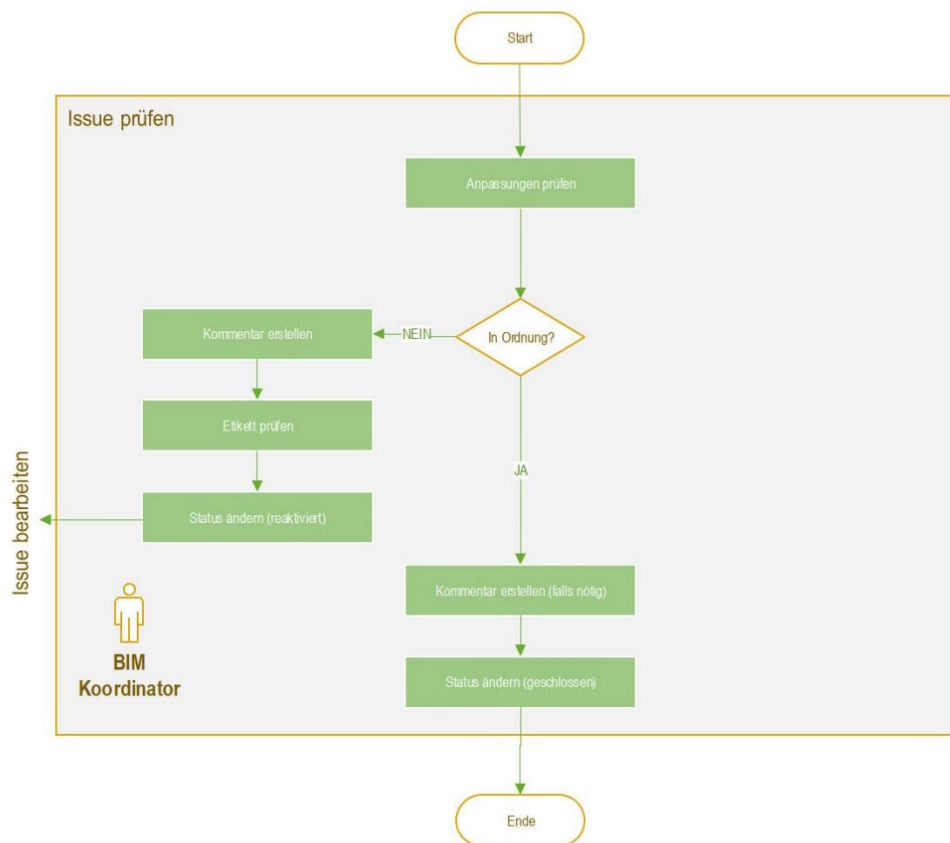 Start
Issue prüfen
Anpassungen prüfen
In Ordnung?
NEIN
Kommentar erstellen
Etikett prüfen
Status ändern (reaktiviert)
Issue bearbeiten
JA
Kommentar erstellen (falls nötig)
Status ändern (geschlossen)
BIM
Koordinator
Ende